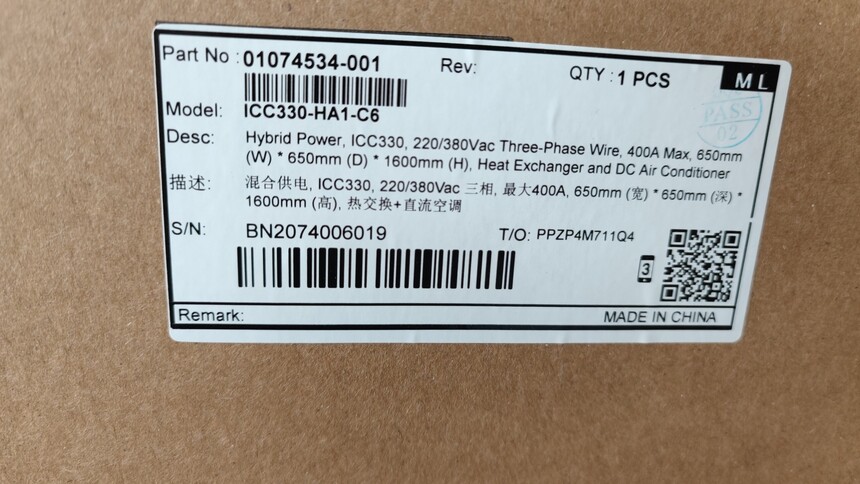 Part No : 01074534-001 Rev: QTY : 1 PCS ML
PASS
02
Model: ICC330-HA1-C6
Desc: Hybrid Power, ICC330, 220/380Vac Three-Phase Wire, 400A Max, 650mm
(W) * 650mm (D) * 1600mm (H), Heat Exchanger and DC Air Conditioner
描述: 混合供电, ICC330, 220/380Vac 三相, 最大400A, 650mm (宽) * 650mm (深) *
1600mm (高), 热交换+直流空调
S/N: BN2074006019 T/O: PPZP4M711Q4
3
Remark: MADE IN CHINA